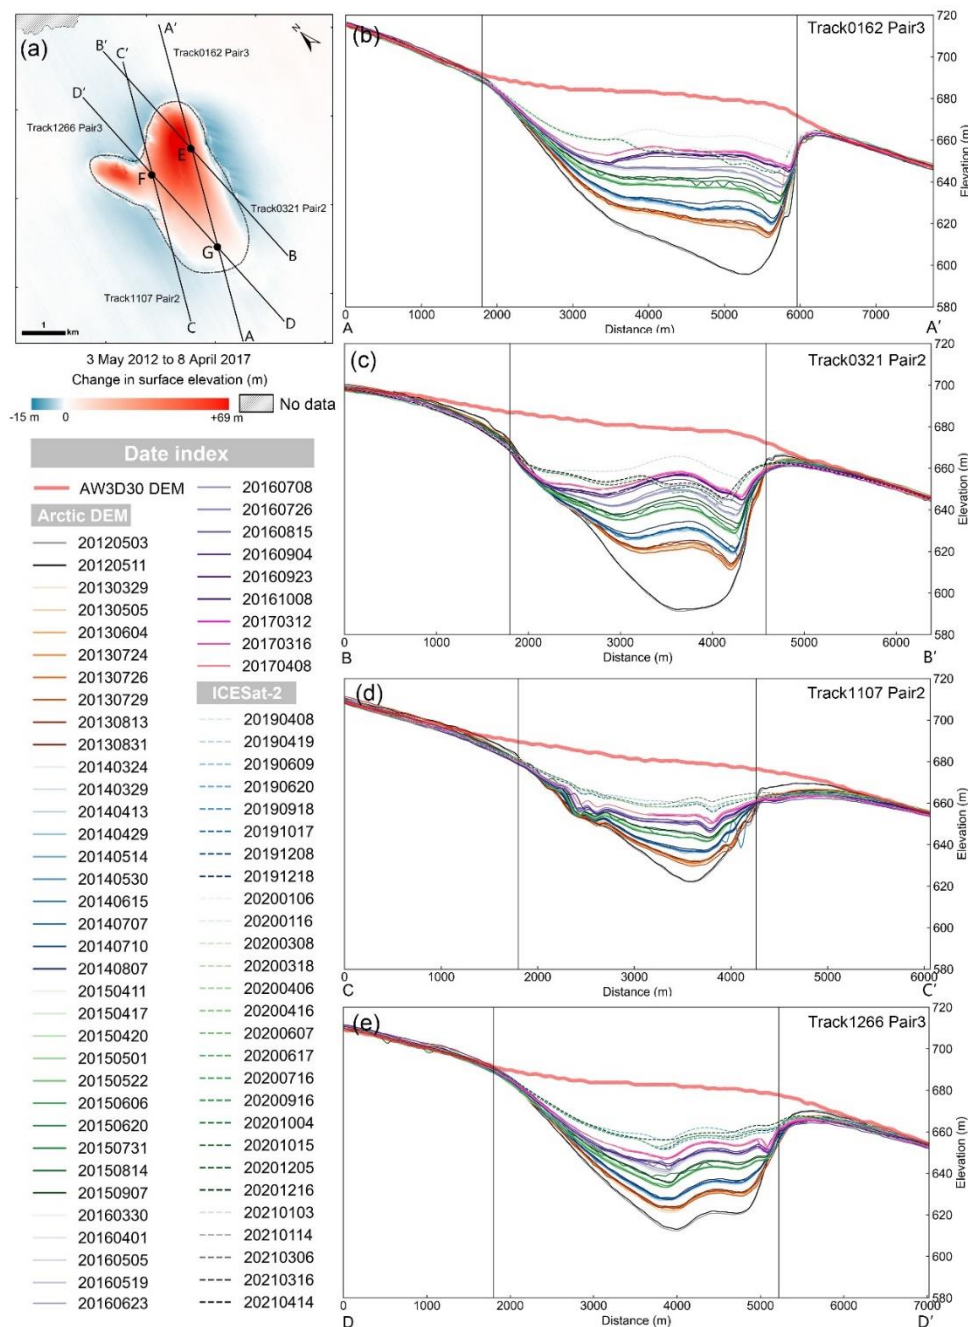 (a)
A'
B'
C'
Track0162 Pair3
N
D'
Track1266
Pair3
E
F
Track0321 Pair2
G
B
Track1107 Pair2
1
km
C
A
D
3 May 2012 to 8 April 2017
Change in surface elevation (m)
-15 m
0
+69 m
No data
Date index
AW3D30 DEM
Arctic DEM
20120503
20120511
20130329
20130505
20130604
20130724
20130726
20130729
20130813
20130831
20140324
20140329
20140413
20140429
20140514
20140530
20140615
20140707
20140710
20140807
20150411
20150417
20150420
20150501
20150522
20150606
20150620
20150731
20150814
20150907
20160330
20160401
20160505
20160519
20160623
20160708
20160726
20160815
20160904
20160923
20161008
20170312
20170316
20170408
ICESat-2
20190408
20190419
20190609
20190620
20190918
20191017
20191208
20191218
20200106
20200116
20200308
20200318
20200406
20200416
20200607
20200617
20200716
20200916
20201004
20201015
20201205
20201216
20210103
20210114
20210306
20210316
20210414
(b)
Track0162 Pair3
720
700
680
660
640
620
600
580
Elevation (m)
0 1000 2000 3000 4000 5000 6000 7000
A Distance (m) A'
(c)
Track0321 Pair2
720
700
680
660
640
620
600
580
Elevation (m)
0 1000 2000 3000 4000 5000 6000
B Distance (m) B'
(d)
Track1107 Pair2
720
700
680
660
640
620
600
580
Elevation (m)
0 1000 2000 3000 4000 5000 6000
C Distance (m) C'
(e)
Track1266 Pair3
720
700
680
660
640
620
600
580
Elevation (m)
0 1000 2000 3000 4000 5000 6000 7000
D Distance (m) D'